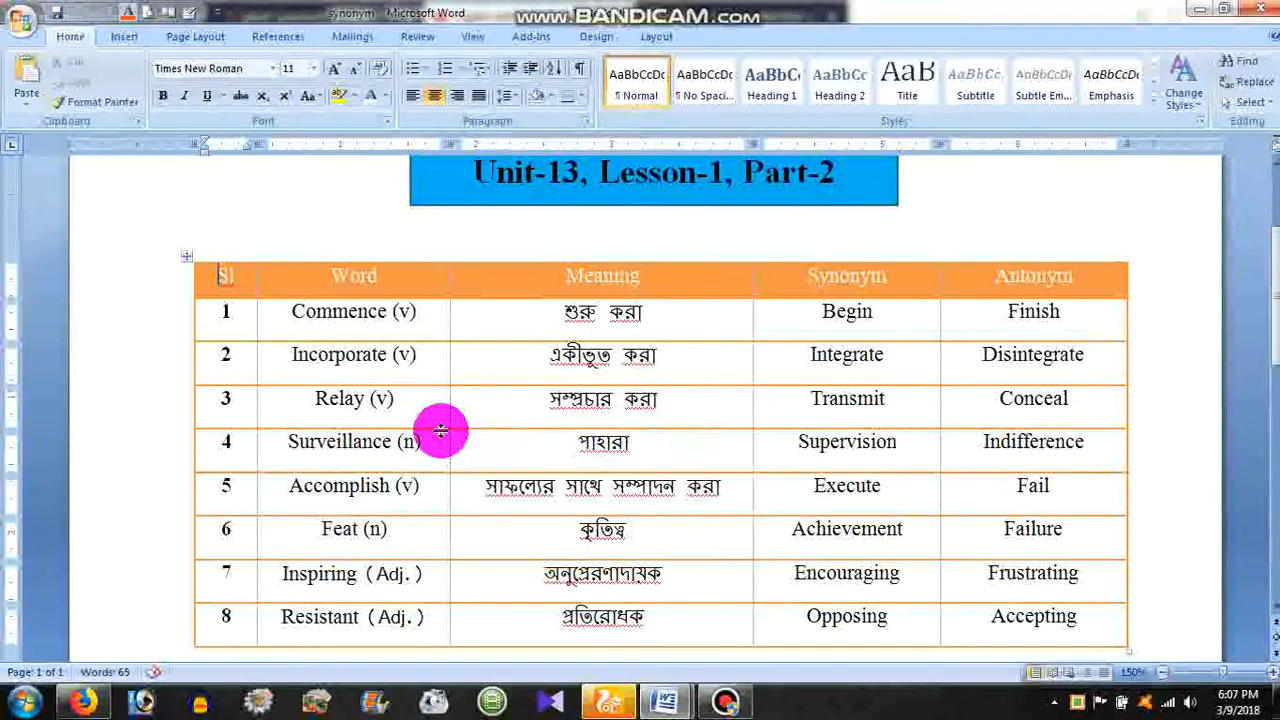 synonym - Microsoft Word
www.BANDICAM.com
Home Insert Page Layout References Mailings Review View Add-Ins Design Layout
Paste
Cut
Format Painter
Clipboard
Times New Roman 11
Font
Paragraph
AaBbCcDc AaBbCcDc AaBbC AaBbCc AaB AaBbCcI AaBbCcDc AaBbCcDc
¶ Normal ¶ No Spaci... Heading 1 Heading 2 Title Subtitle Subtle Em... Emphasis
Change Styles
Styles
Find
Replace
Select
Editing
Unit-13, Lesson-1, Part-2
Sl Word Meaning Synonym Antonym
1 Commence (v) শুরু করা Begin Finish
2 Incorporate (v) একীভূত করা Integrate Disintegrate
3 Relay (v) সম্প্রচার করা Transmit Conceal
4 Surveillance (n) পাহারা Supervision Indifference
5 Accomplish (v) সাফল্যের সাথে সম্পাদন করা Execute Fail
6 Feat (n) কৃতিত্ব Achievement Failure
7 Inspiring (Adj.) অনুপ্রেরণাদায়ক Encouraging Frustrating
8 Resistant (Adj.) প্রতিরোধক Opposing Accepting
Page: 1 of 1 Words: 65 150%
6:07 PM
3/9/2018